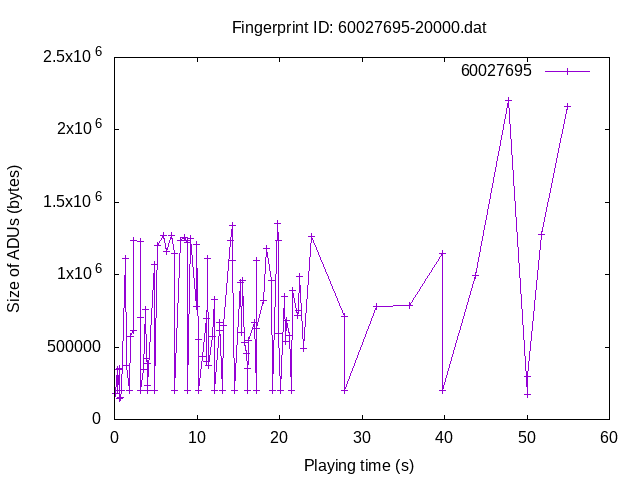 Fingerprint ID: 60027695-20000.dat
2.5x10^6
60027695
2x10^6
1.5x10^6
1x10^6
500000
0
Size of ADUs (bytes)
0 10 20 30 40 50 60
Playing time (s)